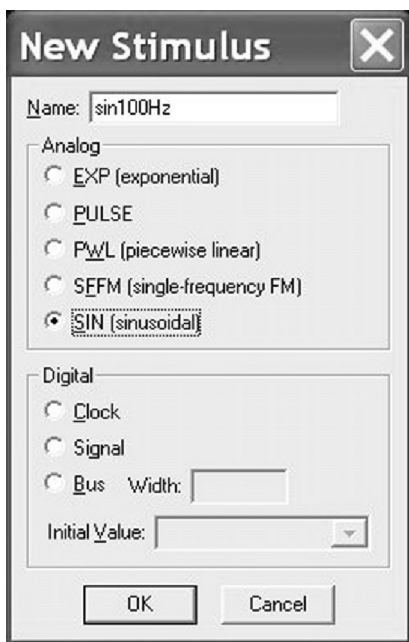 New Stimulus
Name: sin100Hz
Analog
EXP (exponential)
PULSE
PWL (piecewise linear)
SFFM (single-frequency FM)
SIN (sinusoidal)
Digital
Clock
Signal
Bus Width:
Initial Value:
OK Cancel